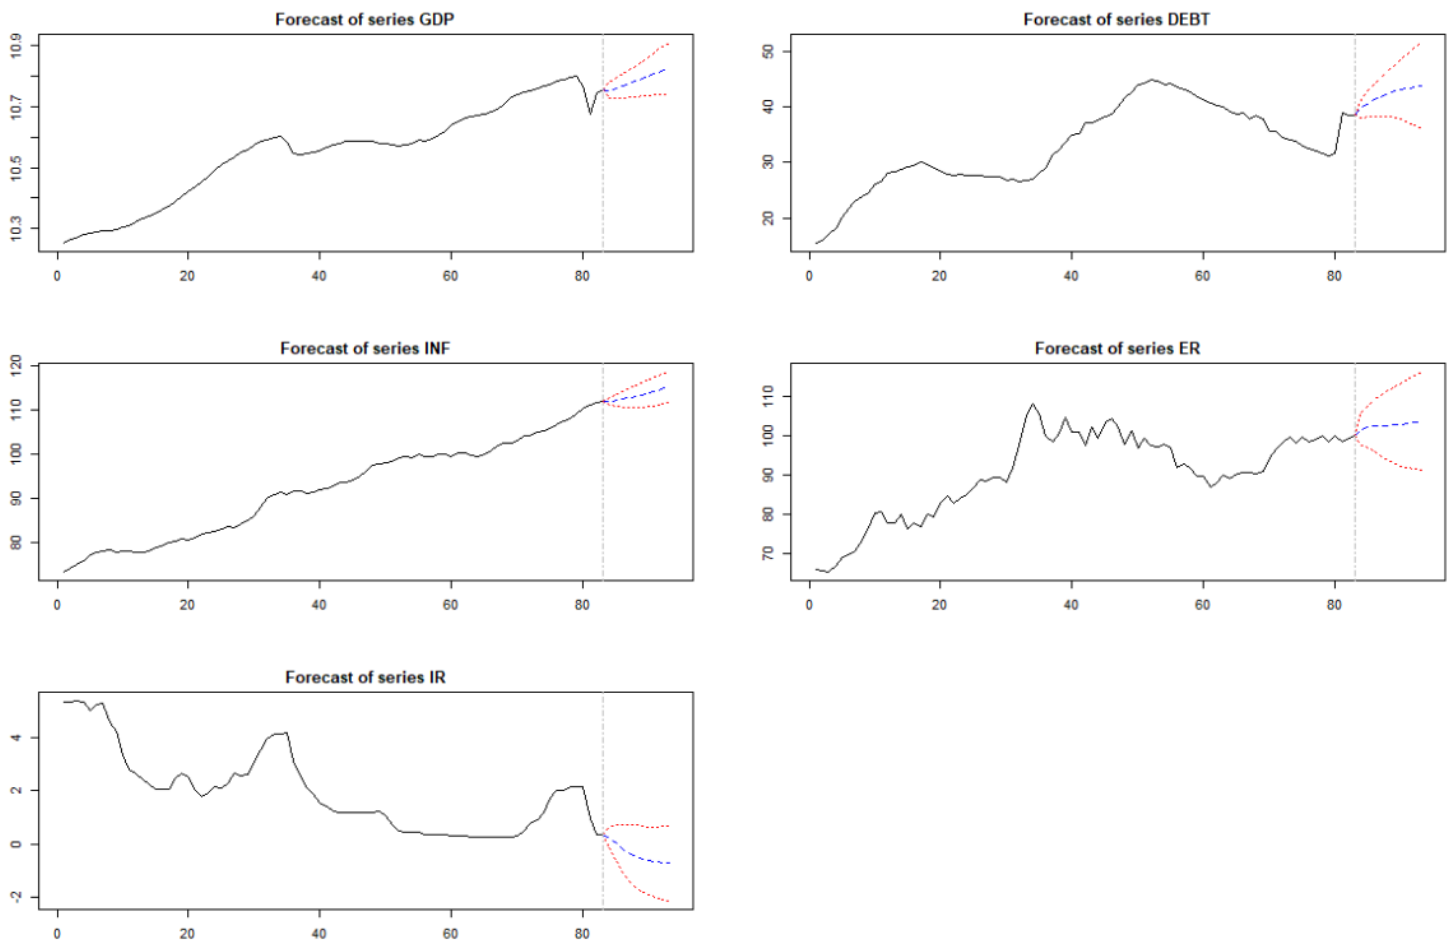 Forecast of series GDP
10.3 10.5 10.7 10.9
0 20 40 60 80
Forecast of series DEBT
20 30 40 50
0 20 40 60 80
Forecast of series INF
80 90 100 110 120
0 20 40 60 80
Forecast of series ER
70 80 90 100 110
0 20 40 60 80
Forecast of series IR
-2 0 2 4
0 20 40 60 80